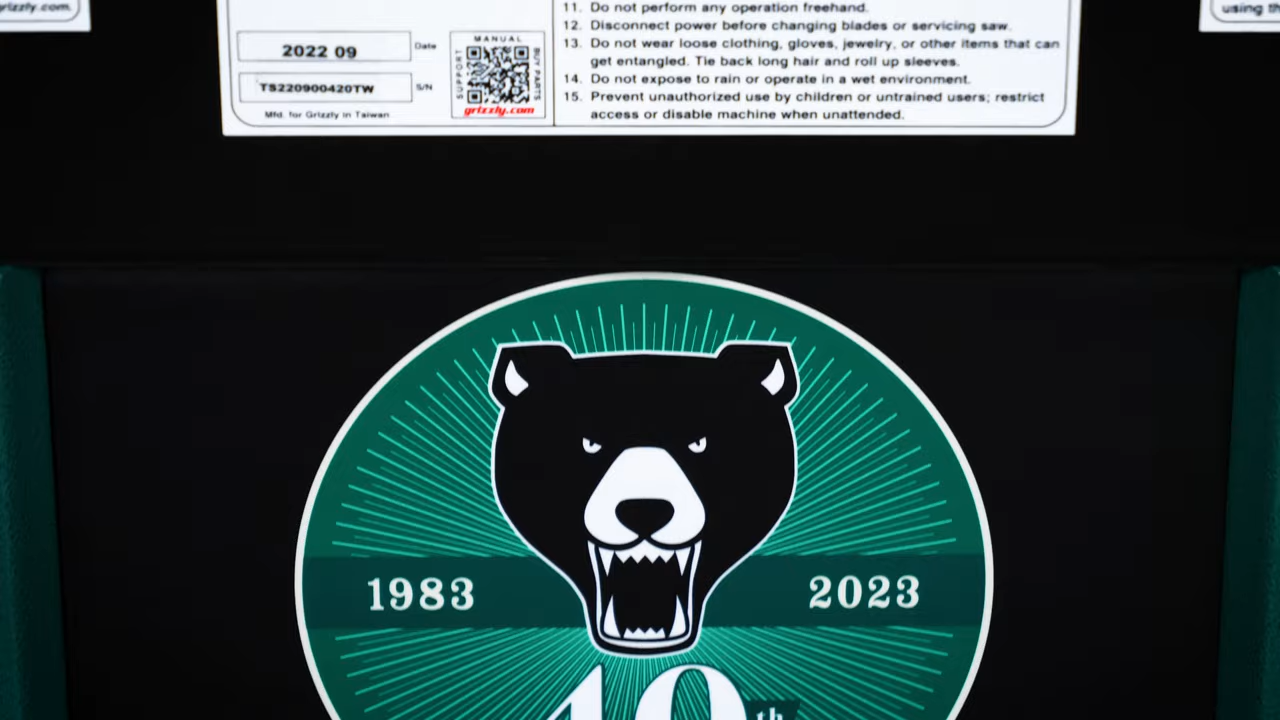 grizzly.com.
11. Do not perform any operation freehand.
12. Disconnect power before changing blades or servicing saw.
13. Do not wear loose clothing, gloves, jewelry, or other items that can
get entangled. Tie back long hair and roll up sleeves.
14. Do not expose to rain or operate in a wet environment.
15. Prevent unauthorized use by children or untrained users; restrict
access or disable machine when unattended.
2022 09 Date
TS220900420TW S/N
Mfd. for Grizzly in Taiwan
MANUAL
SUPPORT
BUY PARTS
grizzly.com
using
1983
2023
40th